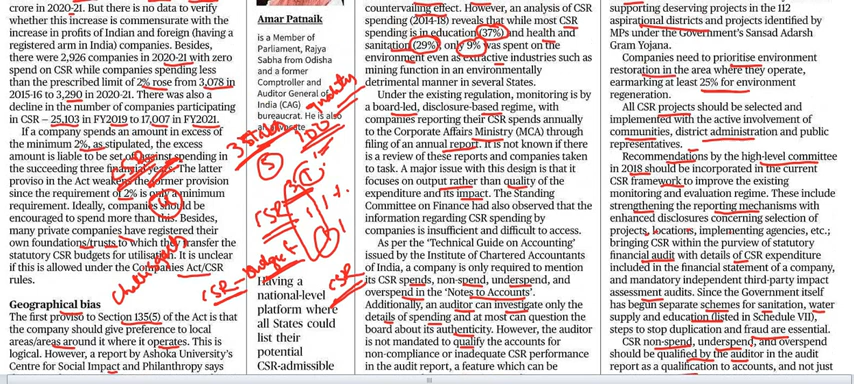 crore in 2020-21. But there is no data to verify
whether this increase is commensurate with the
increase in profits of Indian and foreign (having a
registered arm in India) companies. Besides,
there were 2,926 companies in 2020-21 with zero
spend on CSR while companies spending less
than the prescribed limit of 2% rose from 3,078 in
2015-16 to 3,290 in 2020-21. There was also a
decline in the number of companies participating
in CSR – 25,103 in FY2019 to 17,007 in FY2021.
If a company spends an amount in excess of
the minimum 2%, as stipulated, the excess
amount is liable to be set off against spending in
the succeeding three financial years. The latter
proviso in the Act weakens the former provision
since the requirement of 2% is only a minimum
requirement. Ideally, companies should be
encouraged to spend more than this. Besides,
many private companies have registered their
own foundations/trusts to which they transfer the
statutory CSR budgets for utilisation. It is unclear
if this is allowed under the Companies Act/CSR
rules.
Geographical bias
The first proviso to Section 135(5) of the Act is that
the company should give preference to local
areas/areas around it where it operates. This is
logical. However, a report by Ashoka University's
Centre for Social Impact and Philanthropy says
Amar Patnaik
is a Member of
Parliament, Rajya
Sabha from Odisha
and a former
Comptroller and
Auditor General of
India (CAG)
bureaucrat. He is also
Having a
national-level
platform where
all States could
list their
potential
CSR-admissible
countervailing effect. However, an analysis of CSR
spending (2014-18) reveals that while most CSR
spending is in education (37%) and health and
sanitation (29%), only 9% was spent on the
environment even as extractive industries such as
mining function in an environmentally
detrimental manner in several States.
Under the existing regulation, monitoring is by
a board-led, disclosure-based regime, with
companies reporting their CSR spends annually
to the Corporate Affairs Ministry (MCA) through
filing of an annual report. It is not known if there
is a review of these reports and companies taken
to task. A major issue with this design is that it
focuses on output rather than quality of the
expenditure and its impact. The Standing
Committee on Finance had also observed that the
information regarding CSR spending by
companies is insufficient and difficult to access.
As per the 'Technical Guide on Accounting'
issued by the Institute of Chartered Accountants
of India, a company is only required to mention
its CSR spends, non-spend, underspend, and
overspend in the 'Notes to Accounts'.
Additionally, an auditor can investigate only the
details of spending and at most can question the
board about its authenticity. However, the auditor
is not mandated to qualify the accounts for
non-compliance or inadequate CSR performance
in the audit report, a feature which can be
supporting deserving projects in the 112
aspirational districts and projects identified by
MPs under the Government's Sansad Adarsh
Gram Yojana.
Companies need to prioritise environment
restoration in the area where they operate,
earmarking at least 25% for environment
regeneration.
All CSR projects should be selected and
implemented with the active involvement of
communities, district administration and public
representatives.
Recommendations by the high-level committee
in 2018 should be incorporated in the current
CSR framework to improve the existing
monitoring and evaluation regime. These include
strengthening the reporting mechanisms with
enhanced disclosures concerning selection of
projects, locations, implementing agencies, etc.;
bringing CSR within the purview of statutory
financial audit with details of CSR expenditure
included in the financial statement of a company,
and mandatory independent third-party impact
assessment audits. Since the Government itself
has begun separate schemes for sanitation, water
supply and education (listed in Schedule VII),
steps to stop duplication and fraud are essential.
CSR non-spend, underspend, and overspend
should be qualified by the auditor in the audit
report as a qualification to accounts, and not just
quality
100
CSR
CSR - budget
CSR